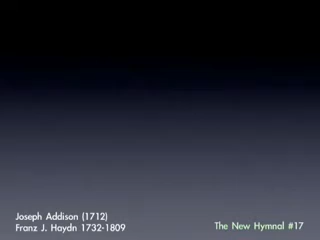 Joseph Addison (1712)
Franz J. Haydn 1732-1809
The New Hymnal #17